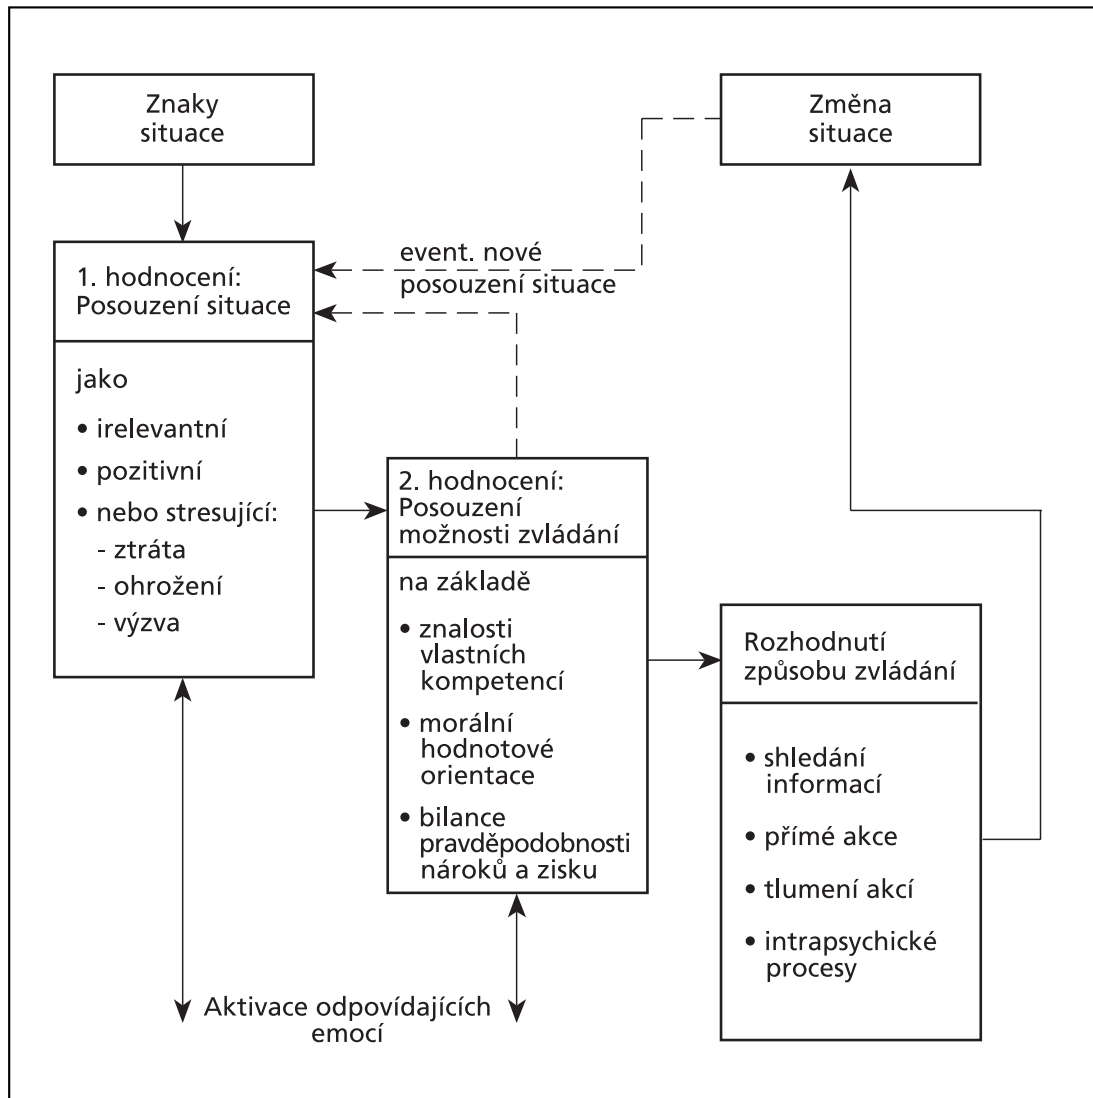 Znaky
situace
Změna
situace
event. nové
posouzení situace
1. hodnocení:
Posouzení situace
jako
• irelevantní
• pozitivní
• nebo stresující:
- ztráta
- ohrožení
- výzva
2. hodnocení:
Posouzení
možnosti zvládání
na základě
• znalosti
vlastních
kompetencí
• morální
hodnotové
orientace
• bilance
pravděpodobnosti
nároků a zisku
Rozhodnutí
způsobu zvládání
• shledání
informací
• přímé akce
• tlumení akcí
• intrapsychické
procesy
Aktivace odpovídajících
emocí